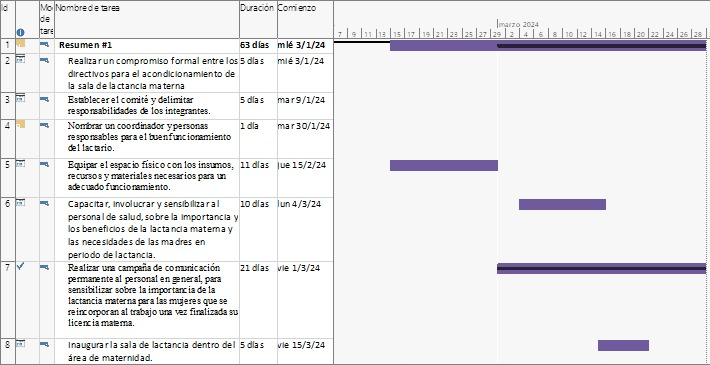 Id Mo de tare Nombre de tarea Duración Comienzo
marzo 2024
7 9 11 13 15 17 19 21 23 25 27 29 2 4 6 8 10 12 14 16 18 20 22 24 26 28
1 Resumen #1 63 días mié 3/1/24
2 Realizar un compromiso formal entre los 5 días mié 3/1/24
directivos para el acondicionamiento de
la sala de lactancia materna
3 Establecer el comité y delimitar 5 días mar 9/1/24
responsabilidades de los integrantes.
4 Nombrar un coordinador y personas 1 día mar 30/1/24
responsables para el buen funcionamiento
del lactario.
5 Equipar el espacio físico con los insumos, 11 días jue 15/2/24
recursos y materiales necesarios para un
adecuado funcionamiento.
6 Capacitar, involucrar y sensibilizar al 10 días lun 4/3/24
personal de salud, sobre la importancia y
los beneficios de la lactancia materna y
las necesidades de las madres en
periodo de lactancia.
7 Realizar una campaña de comunicación 21 días vie 1/3/24
permanente al personal en general, para
sensibilizar sobre la importancia de la
lactancia materna para las mujeres que se
reincorporan al trabajo una vez finalizada su
licencia materna.
8 Inaugurar la sala de lactancia dentro del 5 días vie 15/3/24
área de maternidad.